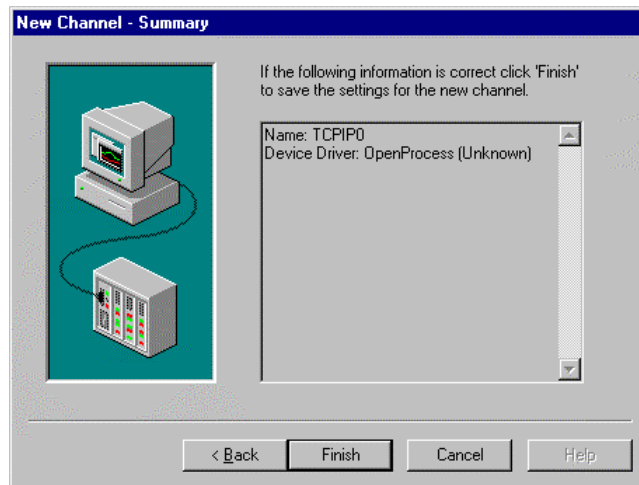 New Channel - Summary
If the following information is correct click 'Finish'
to save the settings for the new channel.
Name: TCPIP0
Device Driver: OpenProcess (Unknown)
< Back
Finish
Cancel
Help